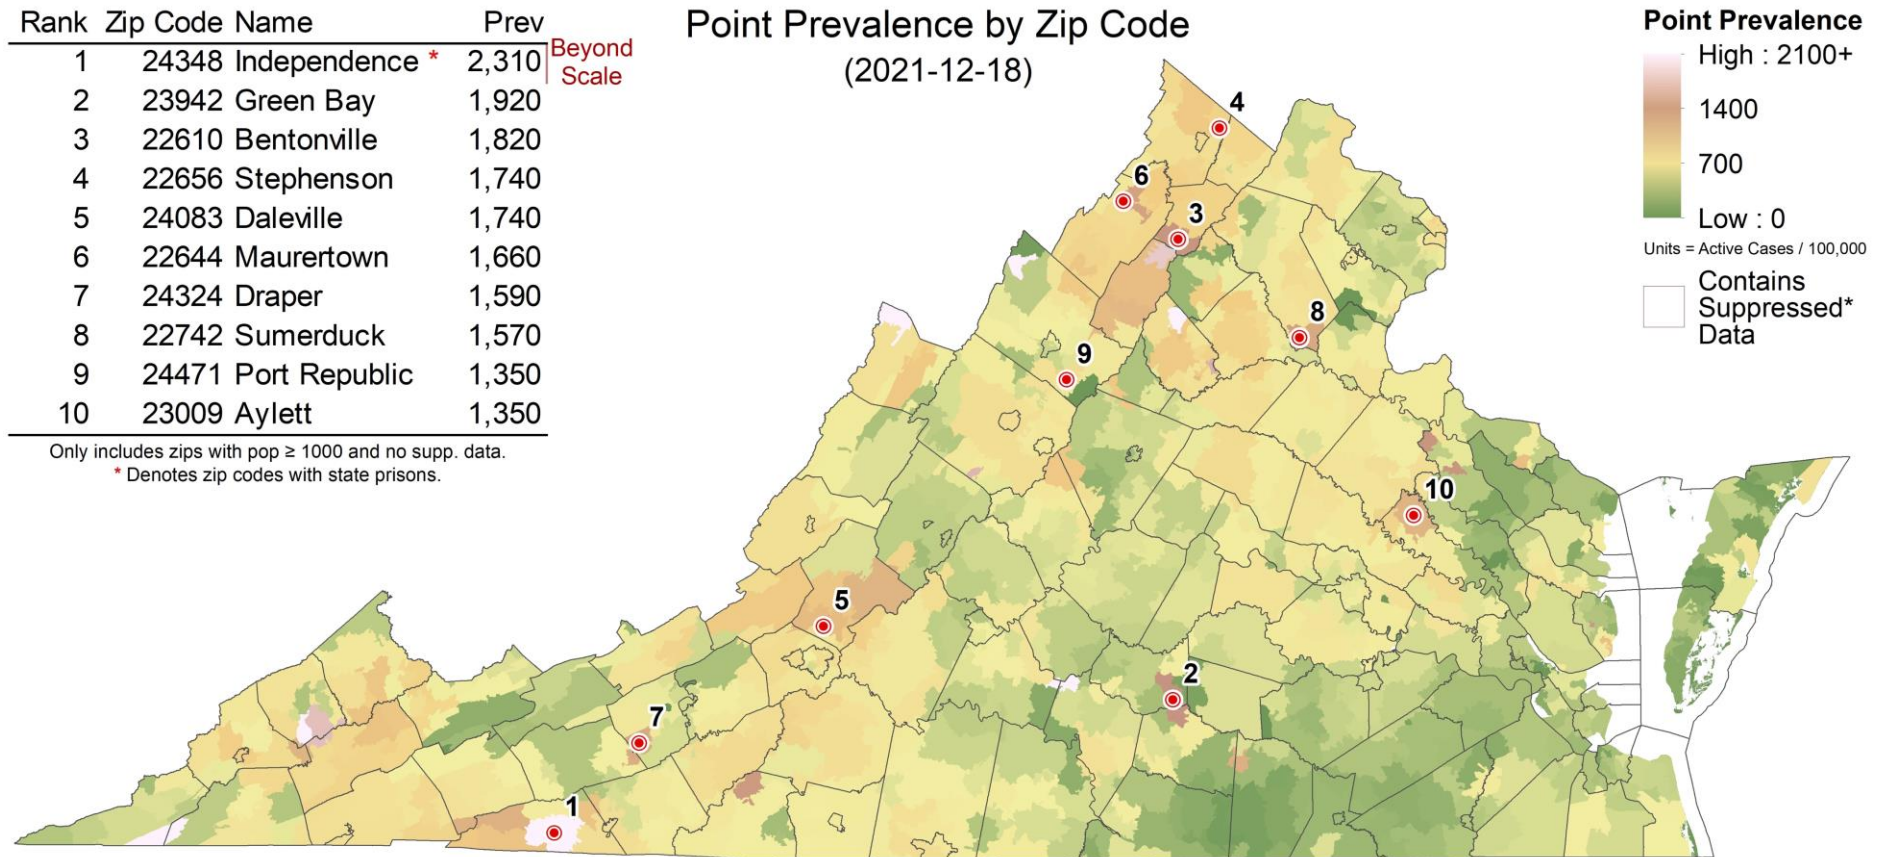 Point Prevalence by Zip Code
(2021-12-18)
Rank Zip Code Name Prev
1 24348 Independence * 2,310
Beyond
Scale
2 23942 Green Bay 1,920
3 22610 Bentonville 1,820
4 22656 Stephenson 1,740
5 24083 Daleville 1,740
6 22644 Maurertown 1,660
7 24324 Draper 1,590
8 22742 Sumerduck 1,570
9 24471 Port Republic 1,350
10 23009 Aylett 1,350
Only includes zips with pop ≥ 1000 and no supp. data.
* Denotes zip codes with state prisons.
Point Prevalence
High : 2100+
1400
700
Low : 0
Units = Active Cases / 100,000
Contains
Suppressed*
Data
4
6
3
8
9
10
5
2
7
1